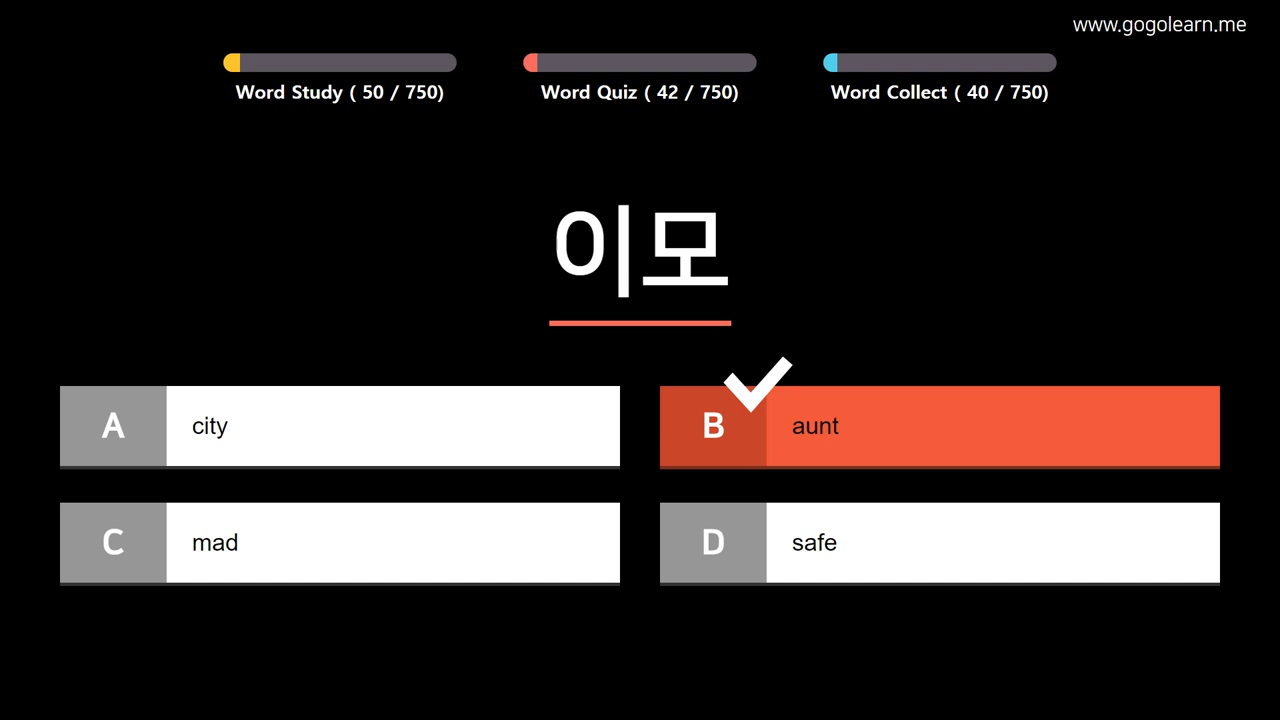 www.gogolearn.me
Word Study ( 50 / 750)
Word Quiz ( 42 / 750)
Word Collect ( 40 / 750)
이모
A city
B aunt
C mad
D safe